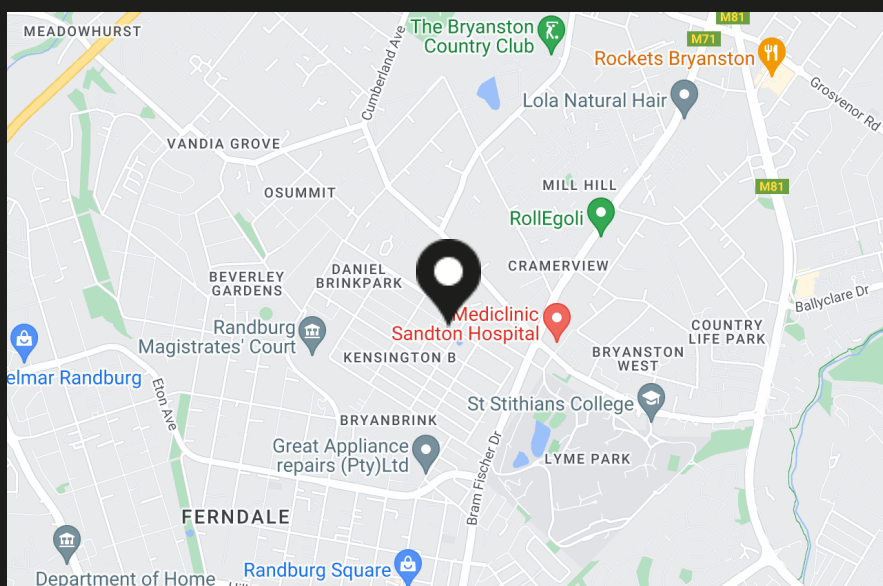 M81
MEADOWHURST
The Bryanston
Country Club
M71
Rockets Bryanston
Cumberland Ave
Grosvenor Rd
Lola Natural Hair
VANDIA GROVE
OSUMMIT
MILL HILL
M81
RollEgoli
DANIEL
BRINKPARK
CRAMERVIEW
BEVERLEY
GARDENS
Ballyclare Dr
Mediclinic
Sandton Hospital
Randburg
Magistrates' Court
COUNTRY
LIFE PARK
KENSINGTON B
BRYANSTON
WEST
elmar Randburg
Eton Ave
St Stithians College
BRYANBRINK
Great Appliance
repairs (Pty)Ltd
Bram Fischer Dr
LYME PARK
FERNDALE
Randburg Square
Department of Home